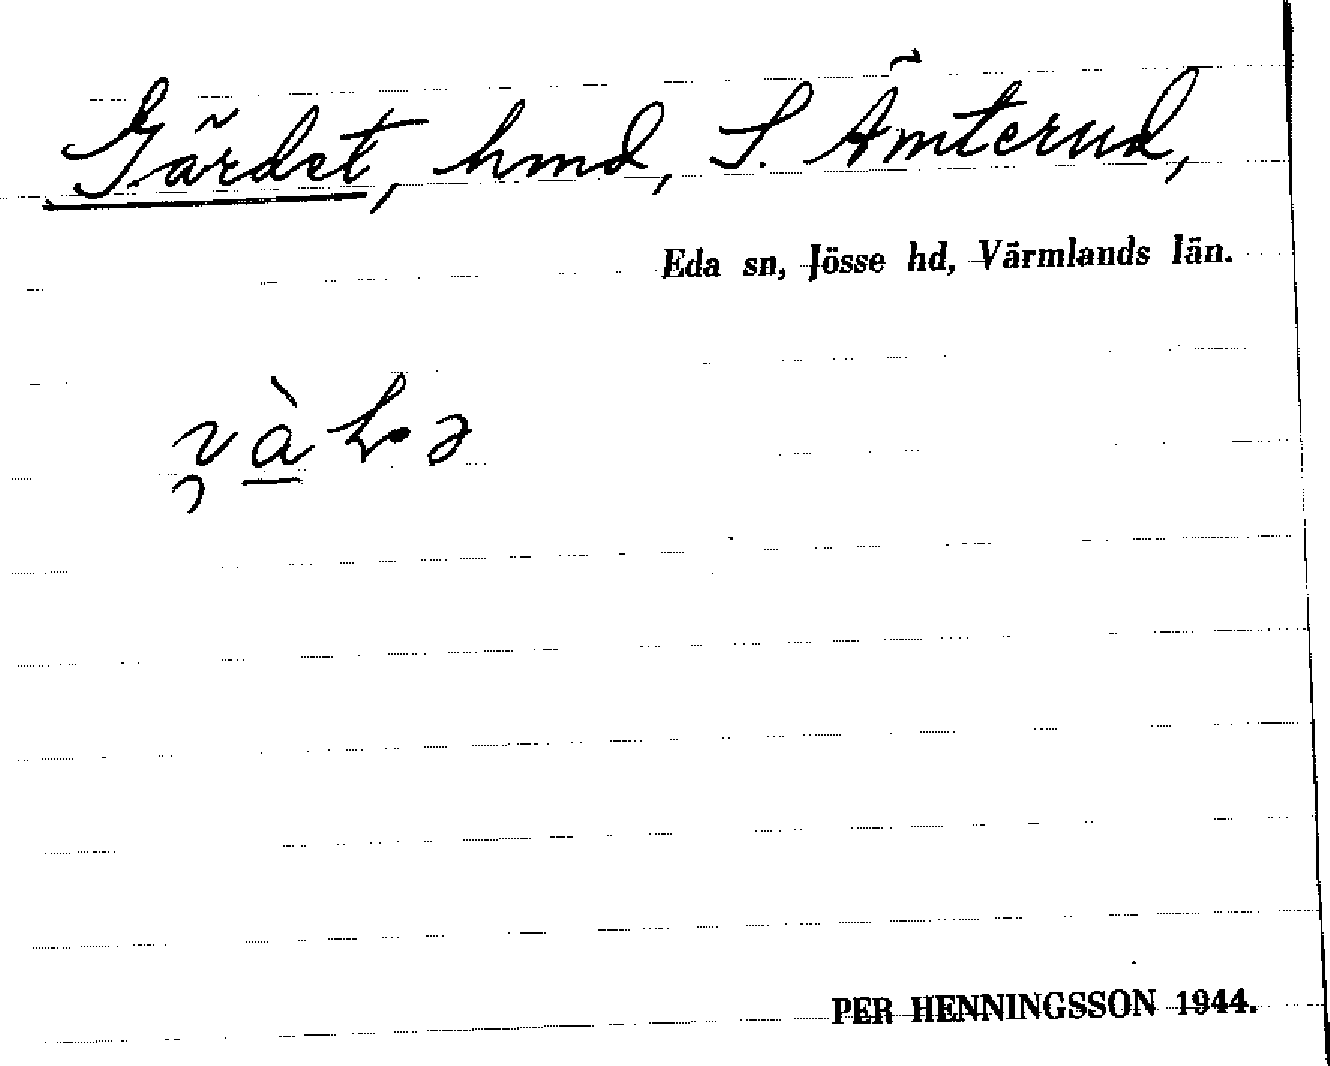 Gärdet, hmd, S. Ämterud,
Eda sn, Jösse hd, Värmlands län.
PER HENNINGSSON 1944.